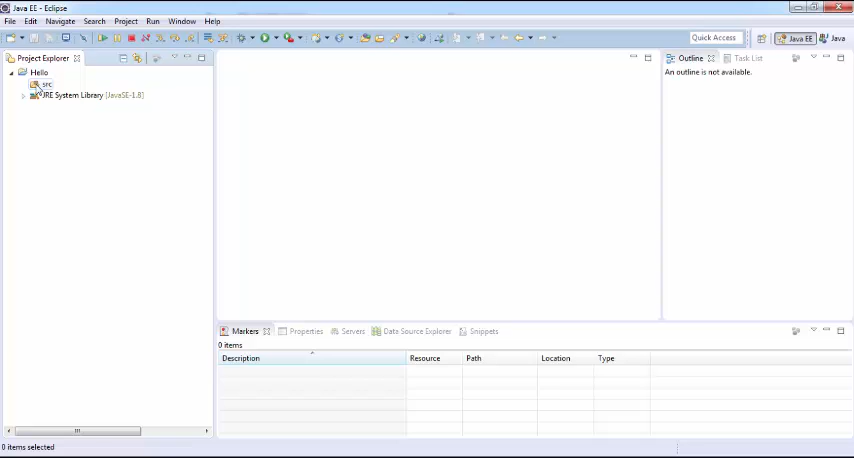 Java EE - Eclipse
File Edit Navigate Search Project Run Window Help
Quick Access Java EE Java
Project Explorer
Hello
src
JRE System Library [JavaSE-1.8]
Outline Task List
An outline is not available.
Markers Properties Servers Data Source Explorer Snippets
0 items
Description Resource Path Location Type
0 items selected